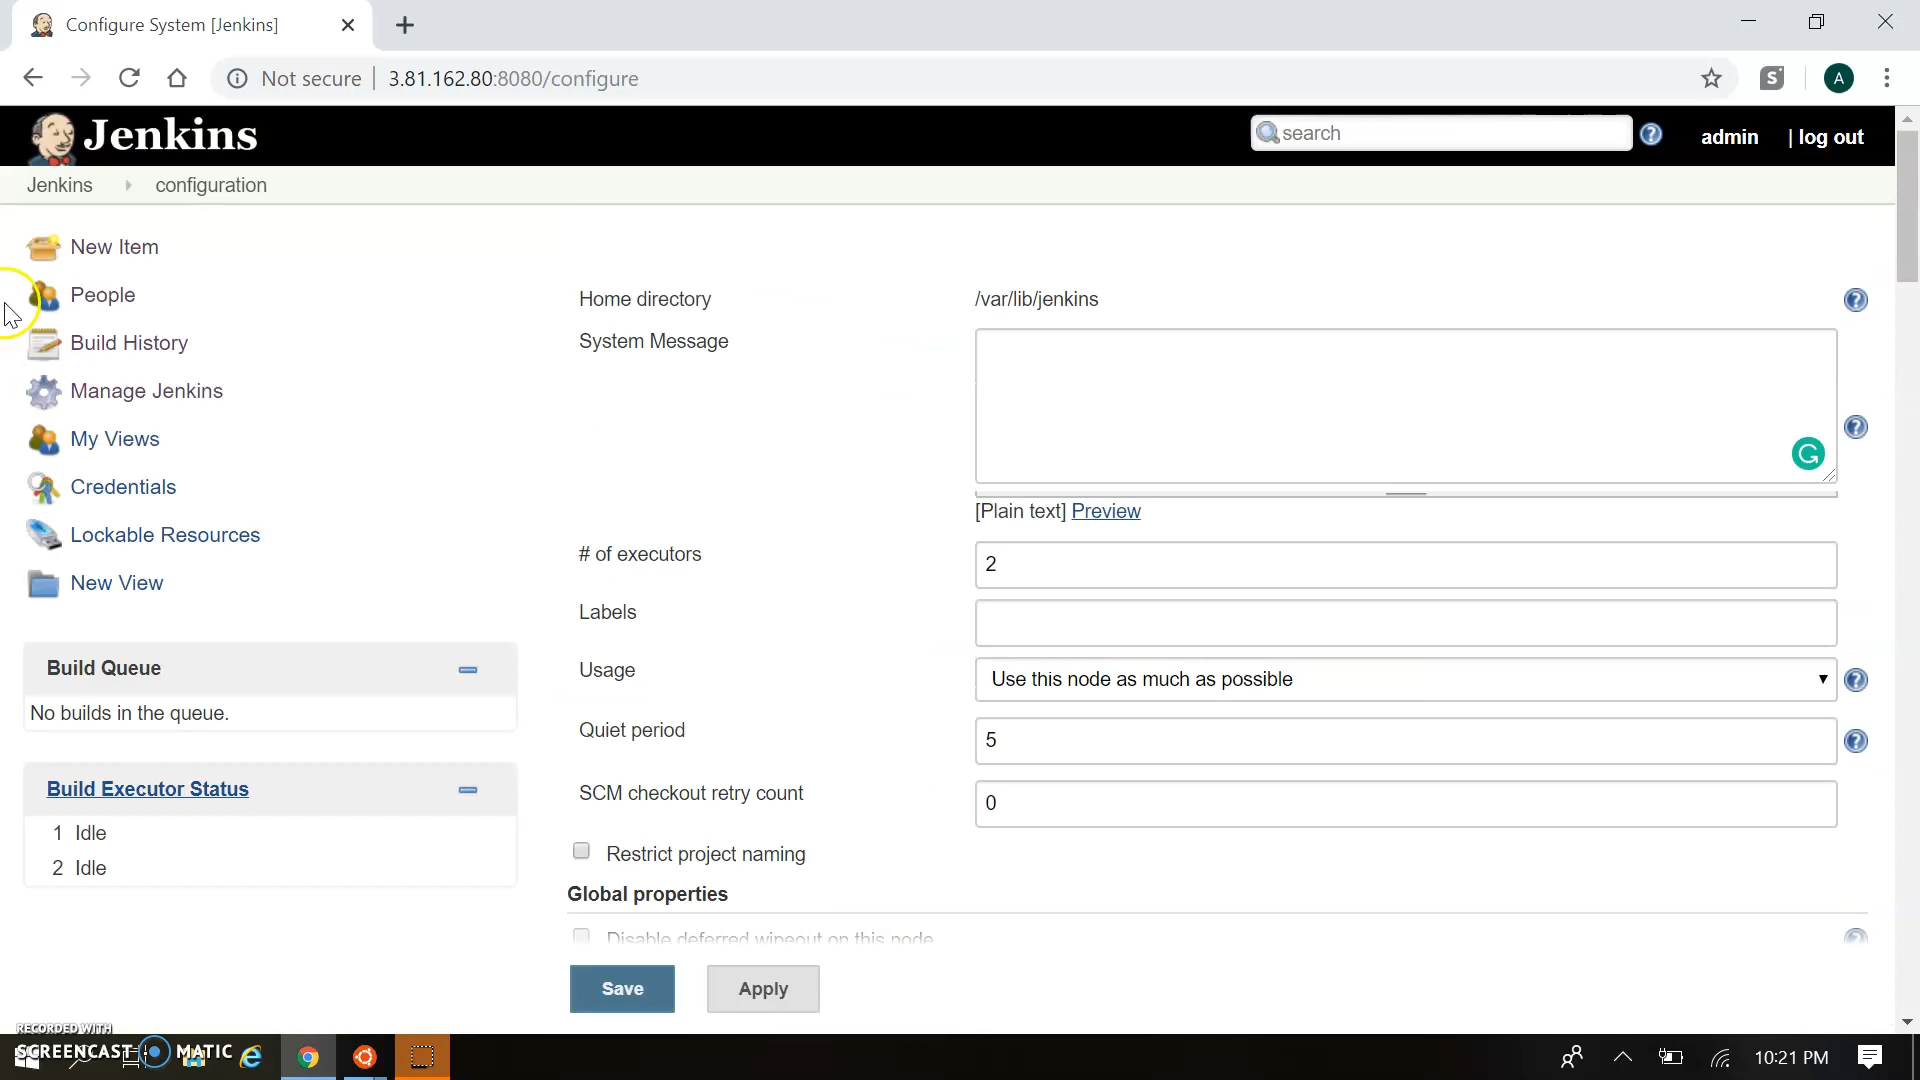 Configure System [Jenkins]
Not secure | 3.81.162.80:8080/configure
S
A
Jenkins
search
admin
| log out
Jenkins
configuration
New Item
People
Build History
Manage Jenkins
My Views
Credentials
Lockable Resources
New View
Build Queue
No builds in the queue.
Build Executor Status
1 Idle
2 Idle
Home directory
/var/lib/jenkins
System Message
[Plain text] Preview
# of executors
2
Labels
Usage
Use this node as much as possible
Quiet period
5
SCM checkout retry count
0
Restrict project naming
Global properties
Disable deferred wipeout on this node
Save
Apply
RECORDED WITH
SCREENCAST MATIC
10:21 PM